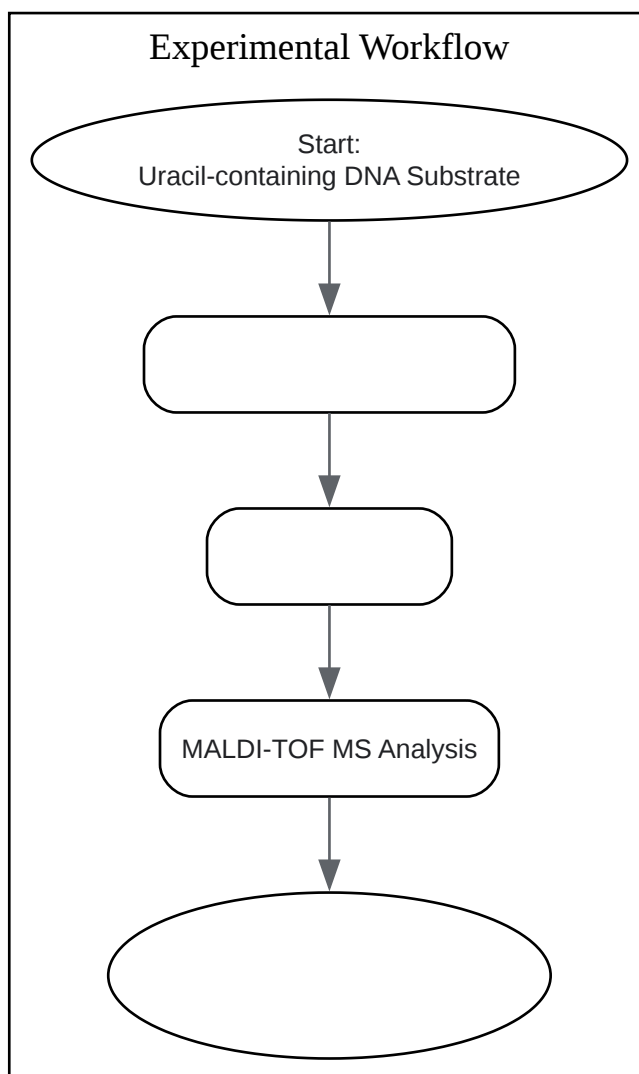 Experimental Workflow
Start:
Uracil-containing DNA Substrate
MALDI-TOF MS Analysis